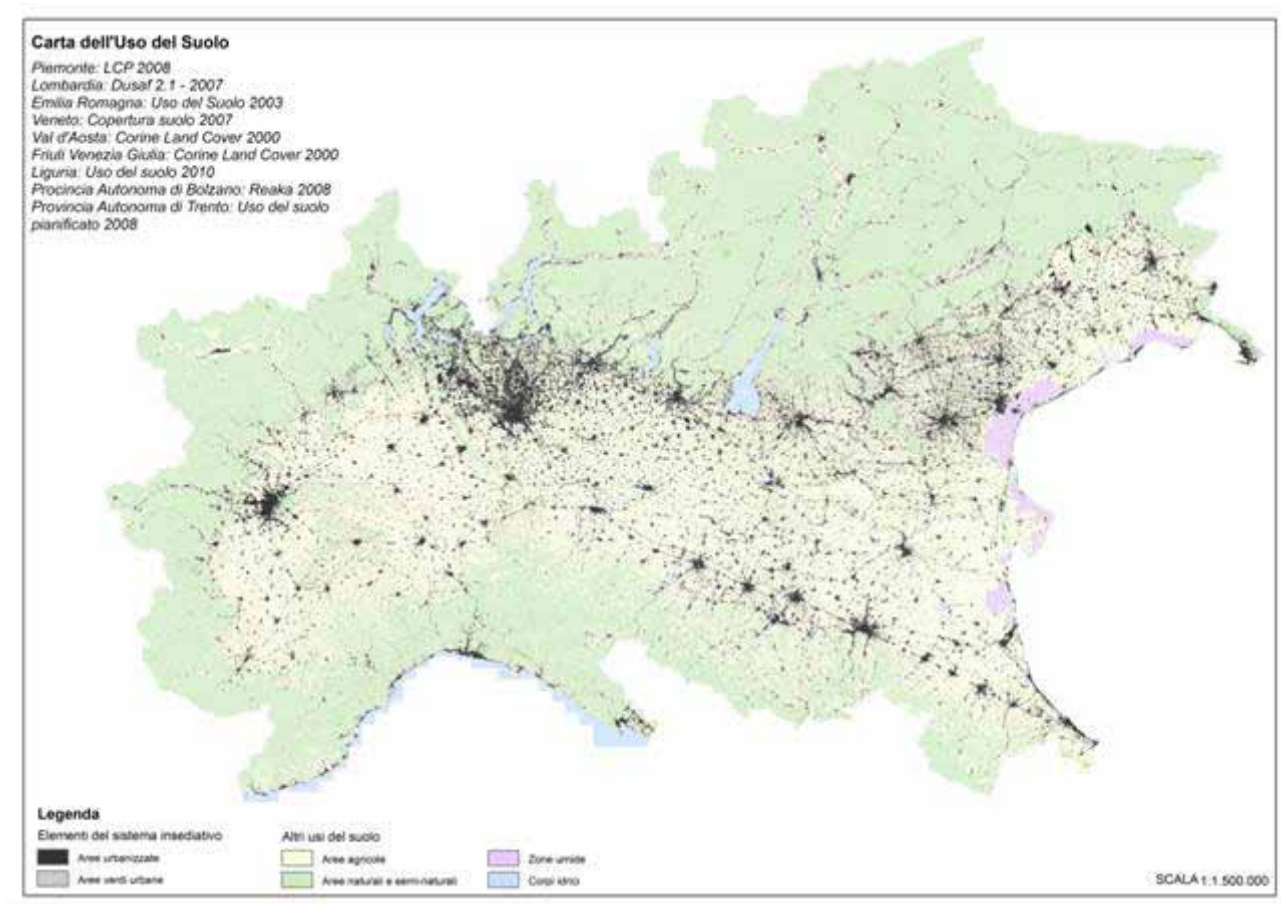 Carta dell'Uso del Suolo
Piemonte: LCP 2008
Lombardia: Dusaf 2.1 - 2007
Emilia Romagna: Uso del Suolo 2003
Veneto: Copertura suolo 2007
Val d'Aosta: Corine Land Cover 2000
Friuli Venezia Giulia: Corine Land Cover 2000
Liguria: Uso del suolo 2010
Procincia Autonoma di Bolzano: Reaka 2008
Provincia Autonoma di Trento: Uso del suolo
pianificato 2008
Legenda
Elementi del sistema insediativo
Aree urbanizzate
Aree verdi urbane
Altri usi del suolo
Aree agricole
Aree naturali e semi-naturali
Zone umide
Corpi idrici
SCALA 1:1.500.000